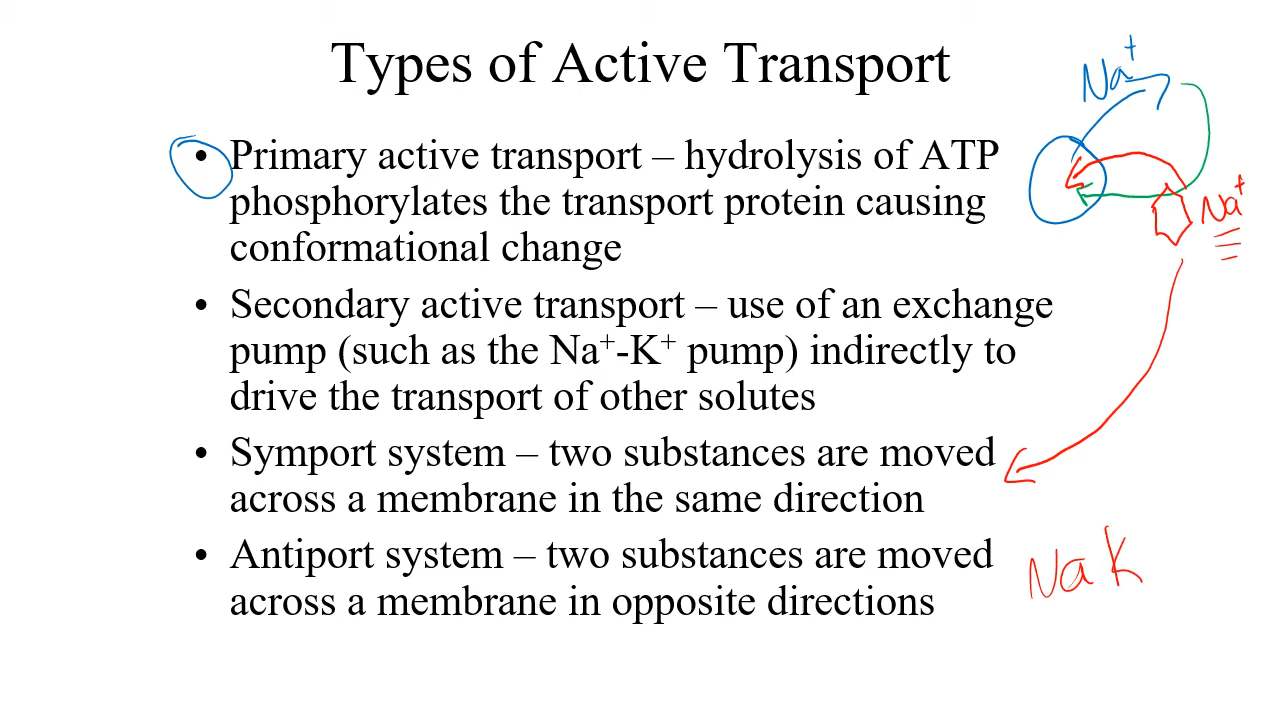 Types of Active Transport
Na+
• Primary active transport – hydrolysis of ATP
phosphorylates the transport protein causing
conformational change
Na+
• Secondary active transport – use of an exchange
pump (such as the Na⁺-K⁺ pump) indirectly to
drive the transport of other solutes
• Symport system – two substances are moved
across a membrane in the same direction
• Antiport system – two substances are moved
across a membrane in opposite directions
Na K